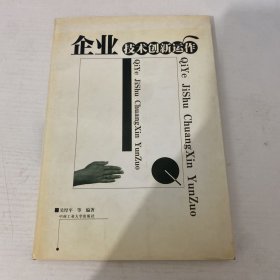 企业
技术创新运作
QiYe JiShu ChuangXin YunZuo
QiYe JiShu ChuangXin YunZuo
等 编著